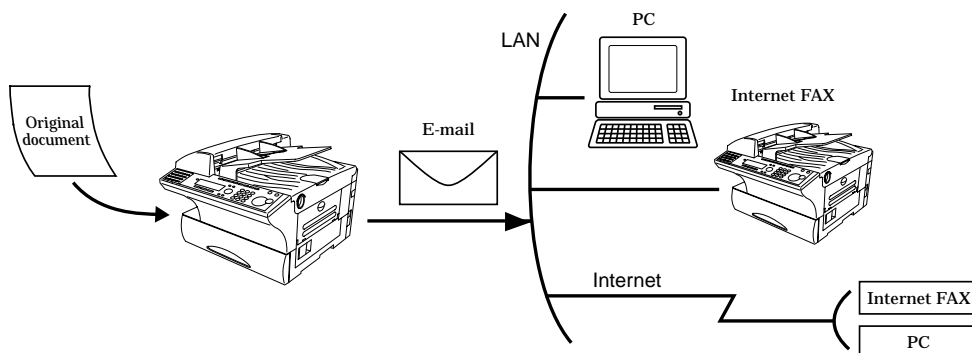 Original
document
E-mail
LAN
PC
Internet FAX
Internet
Internet FAX
PC